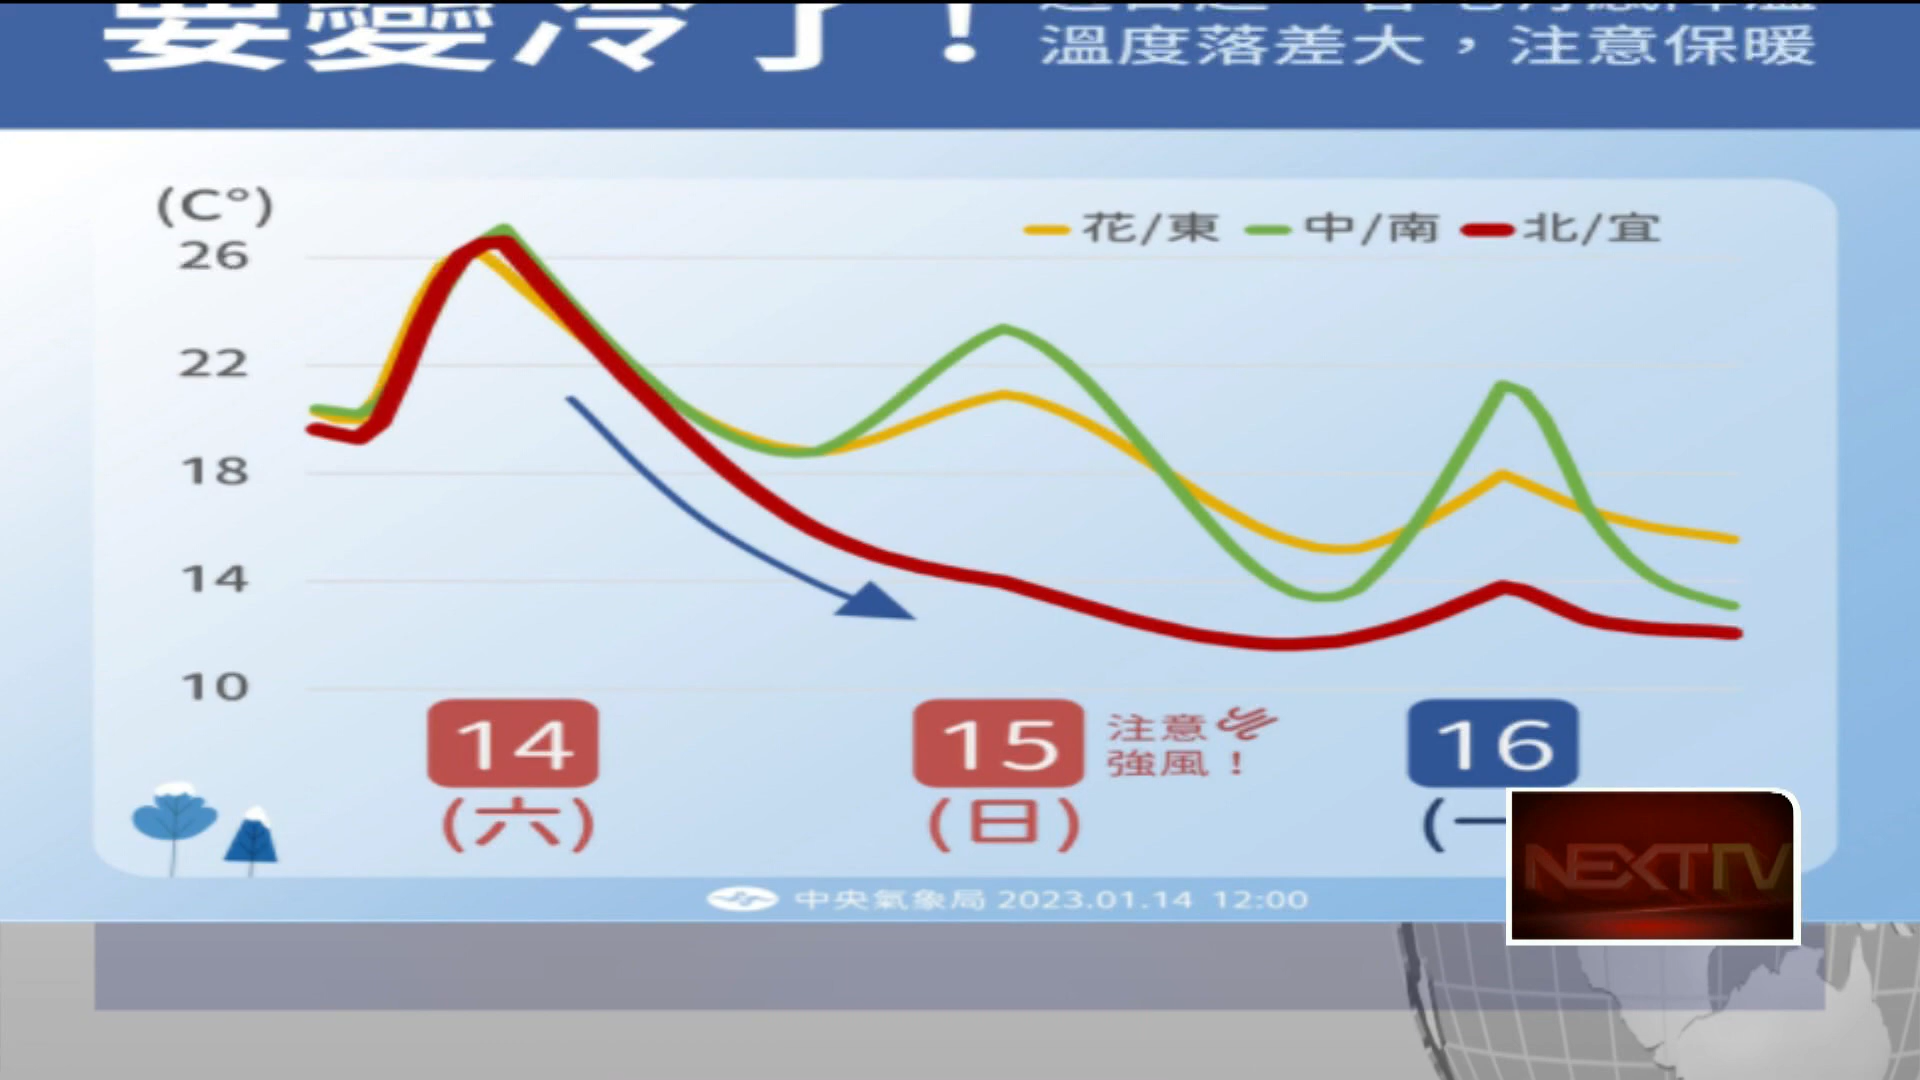 要變冷了！
溫度落差大，注意保暖
(C°)
花/東 中/南 北/宜
26
22
18
14
10
14 15 16
注意
強風！
(六) (日) (一
中央氣象局 2023.01.14 12:00
NEXTTV